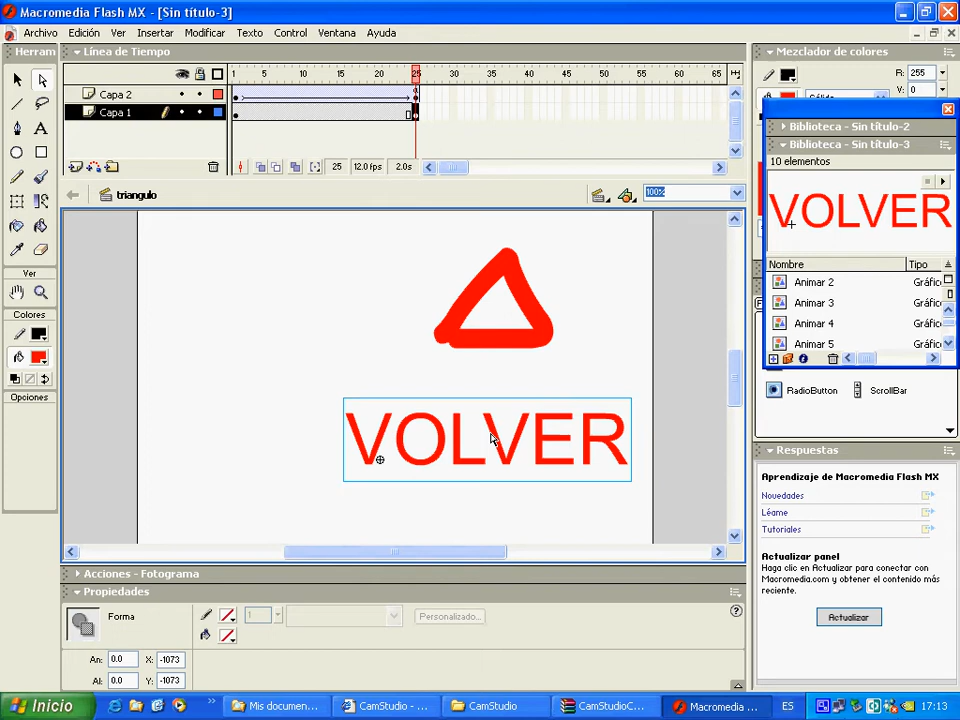 Macromedia Flash MX - [Sin título-3]
Archivo Edición Ver Insertar Modificar Texto Control Ventana Ayuda
Herram
Línea de Tiempo
1 5 10 15 20 25 30 35 40 45 50 55 60 65
Capa 2
Capa 1
25 12.0 fps 2.0s
triangulo
100%
VOLVER
Ver
Colores
Opciones
Acciones - Fotograma
Propiedades
Forma
1
Personalizado...
An: 0.0 X: -1073
Al: 0.0 Y: -1073
Mezclador de colores
R: 255
V: 0
Biblioteca - Sin título-2
Biblioteca - Sin título-3
10 elementos
VOLVER
Nombre Tipo
Animar 2 Gráfic
Animar 3 Gráfic
Animar 4 Gráfic
Animar 5 Gráfic
RadioButton ScrollBar
Respuestas
Aprendizaje de Macromedia Flash MX
Novedades
Léame
Tutoriales
Actualizar panel
Haga clic en Actualizar para conectar con
Macromedia.com y obtener el contenido más
reciente.
Actualizar
Inicio
Mis documen...
CamStudio - ...
CamStudio
CamStudioC...
Macromedia ...
ES
17:13